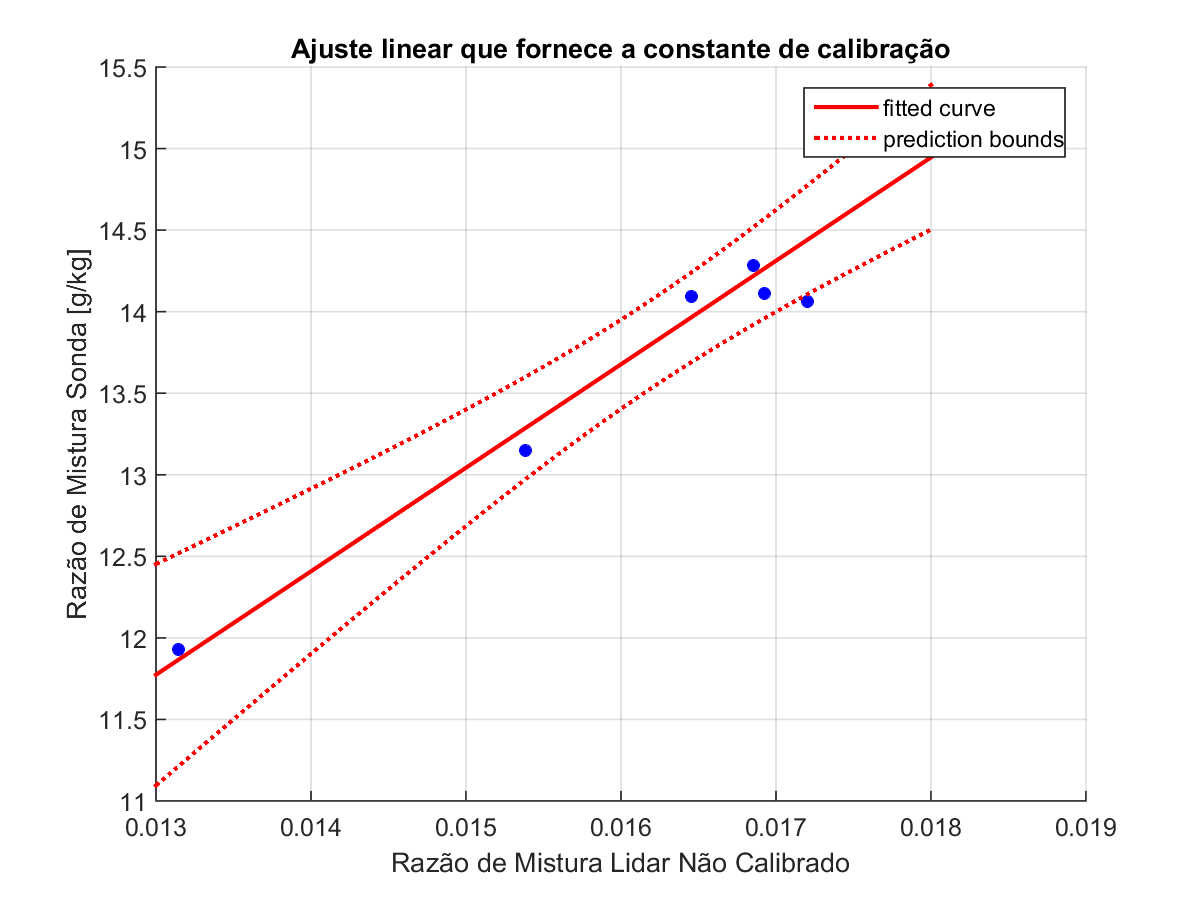 Ajuste linear que fornece a constante de calibração
15.5
15
14.5
14
13.5
13
12.5
12
11.5
11
fitted curve
prediction bounds
Razão de Mistura Sonda [g/kg]
0.013 0.014 0.015 0.016 0.017 0.018 0.019
Razão de Mistura Lidar Não Calibrado